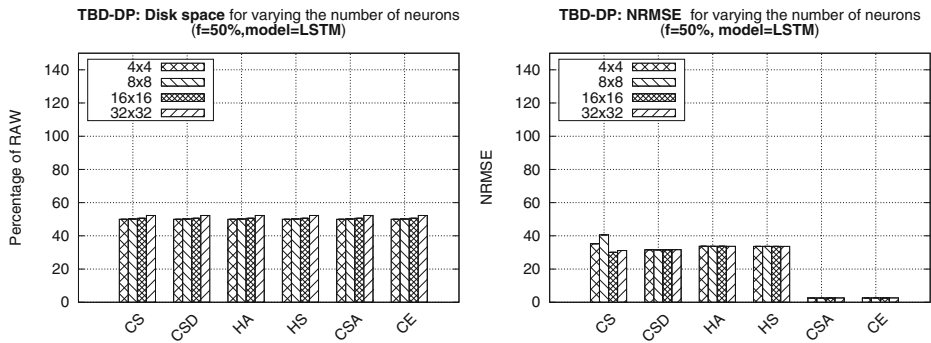 TBD-DP: Disk space for varying the number of neurons
(f=50%,model=LSTM)
Percentage of RAW
140
120
100
80
60
40
20
0
4x4
8x8
16x16
32x32
CS
CSD
HA
HS
CSA
CE
TBD-DP: NRMSE for varying the number of neurons
(f=50%, model=LSTM)
NRMSE
140
120
100
80
60
40
20
0
4x4
8x8
16x16
32x32
CS
CSD
HA
HS
CSA
CE